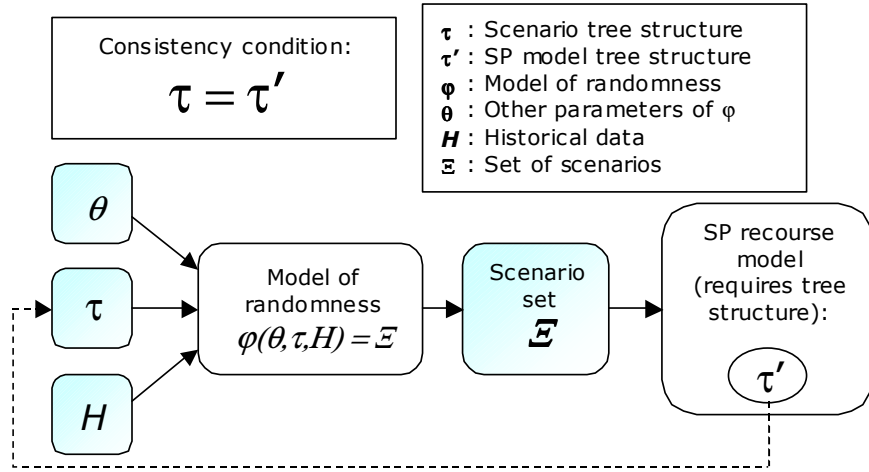 Consistency condition:
τ = τ′
τ : Scenario tree structure
τ′ : SP model tree structure
φ : Model of randomness
θ : Other parameters of φ
H : Historical data
Ξ : Set of scenarios
θ
τ
H
Model of
randomness
φ(θ,τ,H) = Ξ
Scenario
set
Ξ
SP recourse
model
(requires tree
structure):
τ′